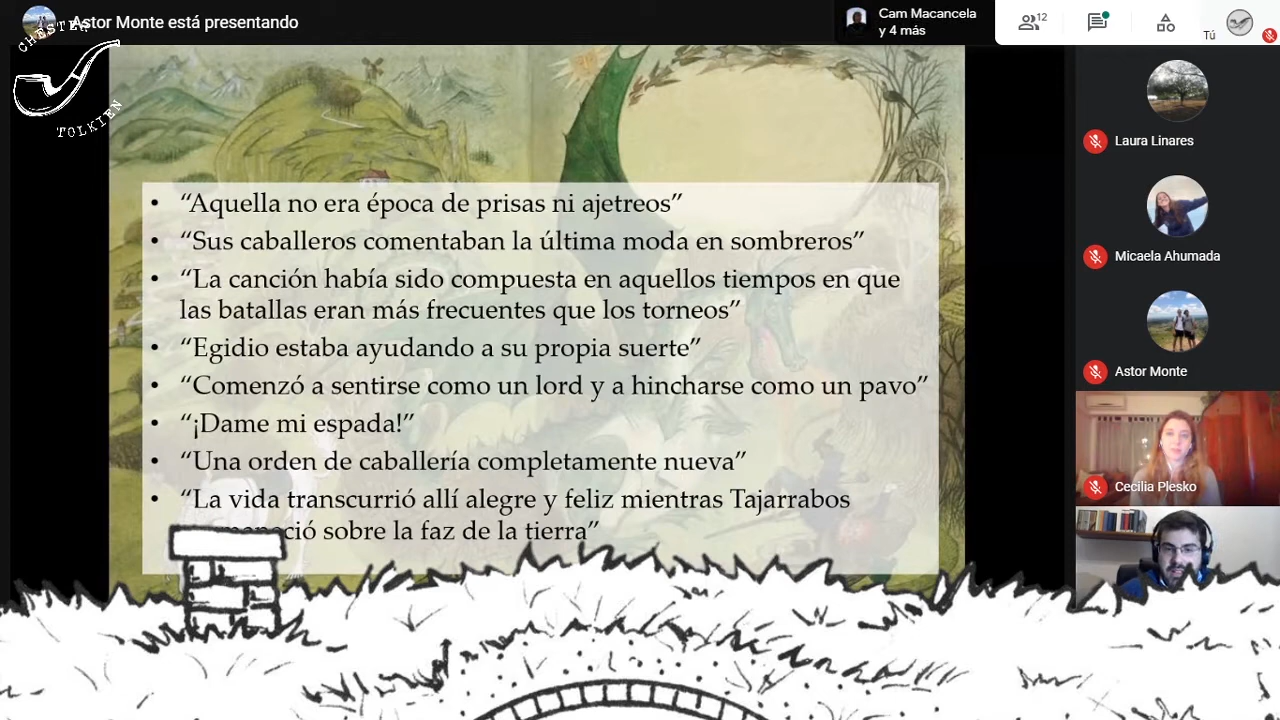 Astor Monte está presentando
Cam Macancela
y 4 más
12
Tú
CHESTER
TOLKIEN
Laura Linares
Micaela Ahumada
Astor Monte
Cecilia Plesko
• “Aquella no era época de prisas ni ajetreos”
• “Sus caballeros comentaban la última moda en sombreros”
• “La canción había sido compuesta en aquellos tiempos en que
las batallas eran más frecuentes que los torneos”
• “Egidio estaba ayudando a su propia suerte”
• “Comenzó a sentirse como un lord y a hincharse como un pavo”
• “¡Dame mi espada!”
• “Una orden de caballería completamente nueva”
• “La vida transcurrió allí alegre y feliz mientras Tajarrabos
sobre la faz de la tierra”